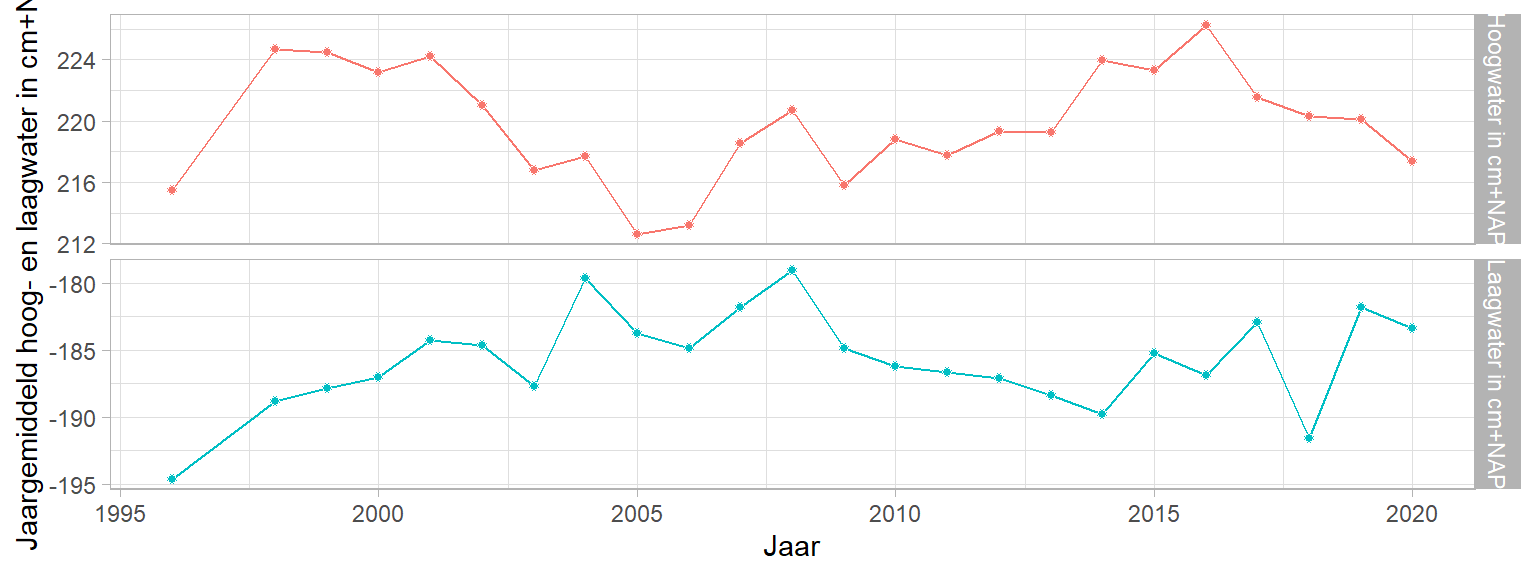 Jaargemiddeld hoog- en laagwater in cm+N
224
220
216
212
Hoogwater in cm+NAP
-180
-185
-190
-195
Laagwater in cm+NAP
1995 2000 2005 2010 2015 2020
Jaar